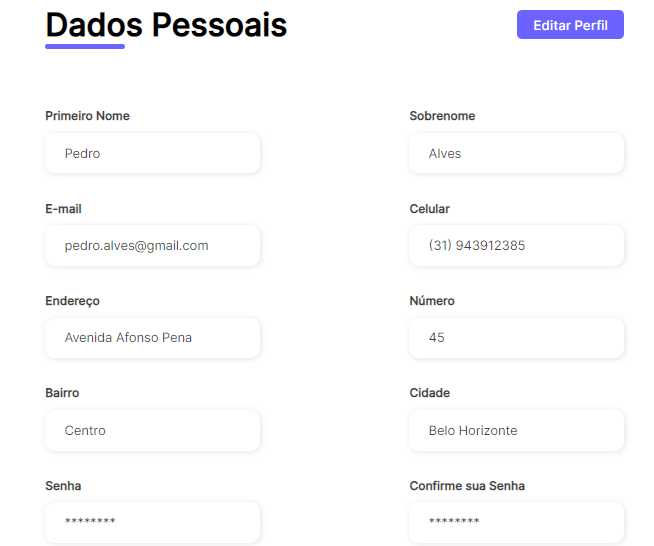 Dados Pessoais
Editar Perfil
Primeiro Nome
Sobrenome
Pedro
Alves
E-mail
Celular
pedro.alves@gmail.com
(31) 943912385
Endereço
Número
Avenida Afonso Pena
45
Bairro
Cidade
Centro
Belo Horizonte
Senha
Confirme sua Senha
********
********